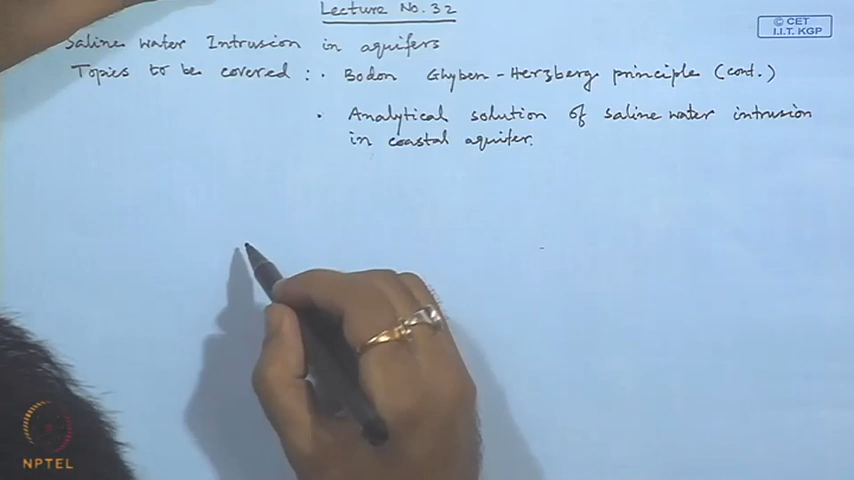 Lecture No. 32
© CET
I.I.T. KGP
Saline water Intrusion in aquifers
Topics to be covered : • Bodon Ghyben - Herzberg principle (cont.)
• Analytical solution of saline water intrusion
in coastal aquifer.
NPTEL